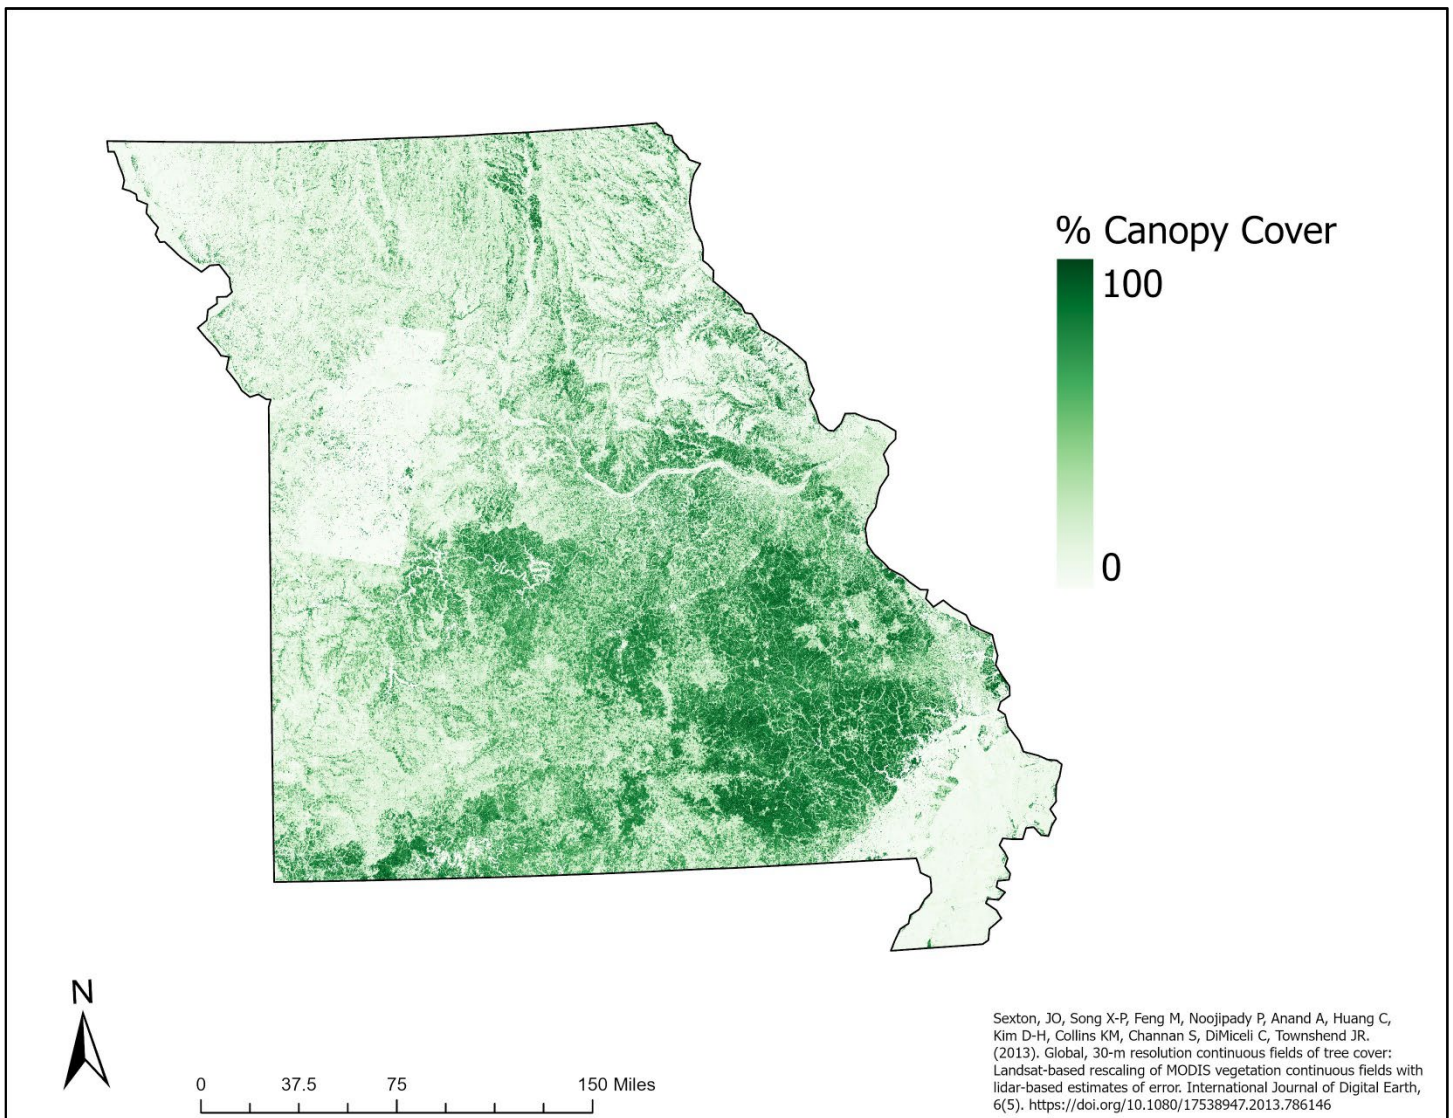 % Canopy Cover
100
0
N
0 37.5 75 150 Miles
Sexton, JO, Song X-P, Feng M, Noojipady P, Anand A, Huang C,
Kim D-H, Collins KM, Channan S, DiMiceli C, Townshend JR.
(2013). Global, 30-m resolution continuous fields of tree cover:
Landsat-based rescaling of MODIS vegetation continuous fields with
lidar-based estimates of error. International Journal of Digital Earth,
6(5). https://doi.org/10.1080/17538947.2013.786146